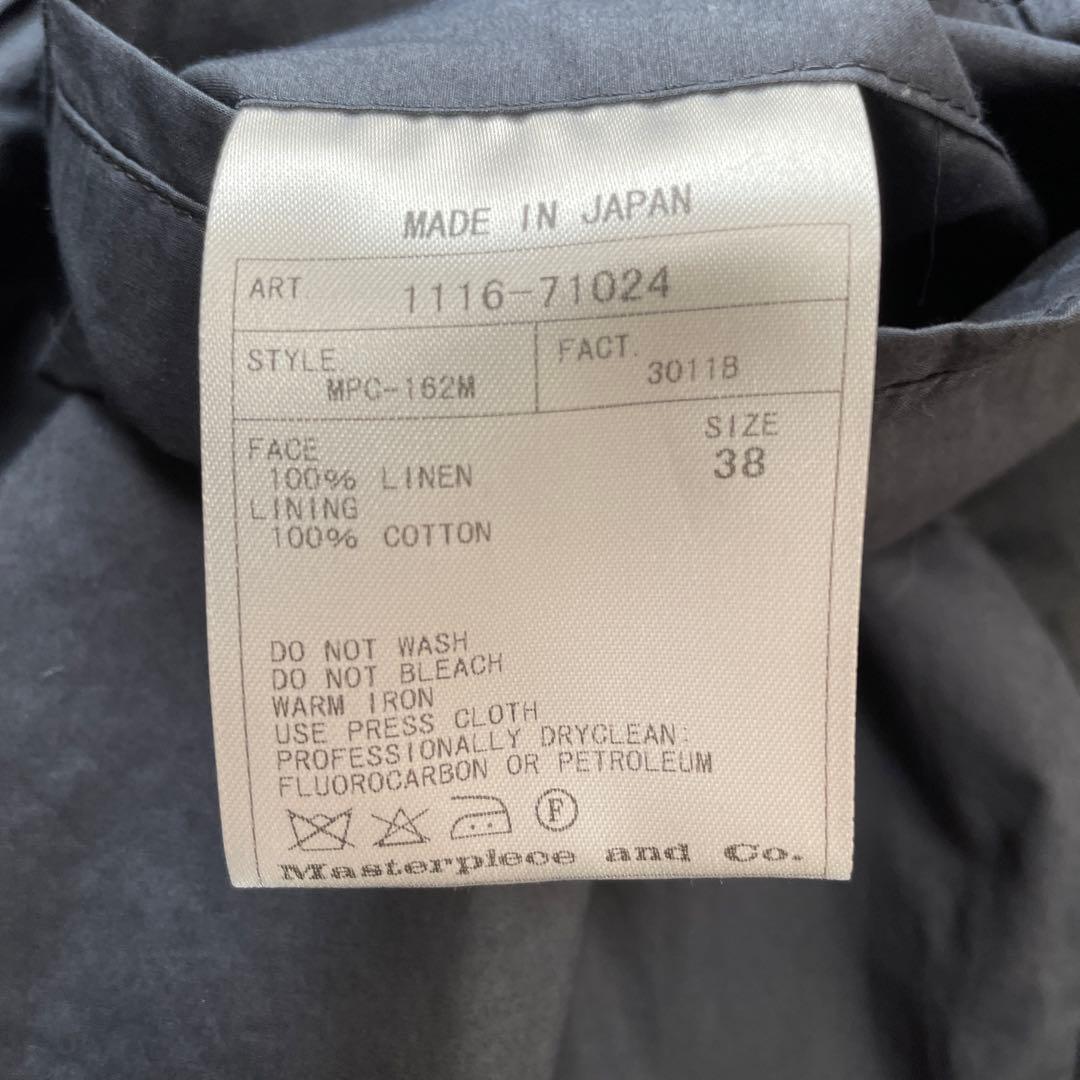 MADE IN JAPAN
ART. 1116-71024
STYLE FACT.
MPC-162M 3011B
FACE SIZE
100% LINEN 38
LINING
100% COTTON
DO NOT WASH
DO NOT BLEACH
WARM IRON
USE PRESS CLOTH
PROFESSIONALLY DRYCLEAN:
FLUOROCARBON OR PETROLEUM
F
Masterpiece and Co.